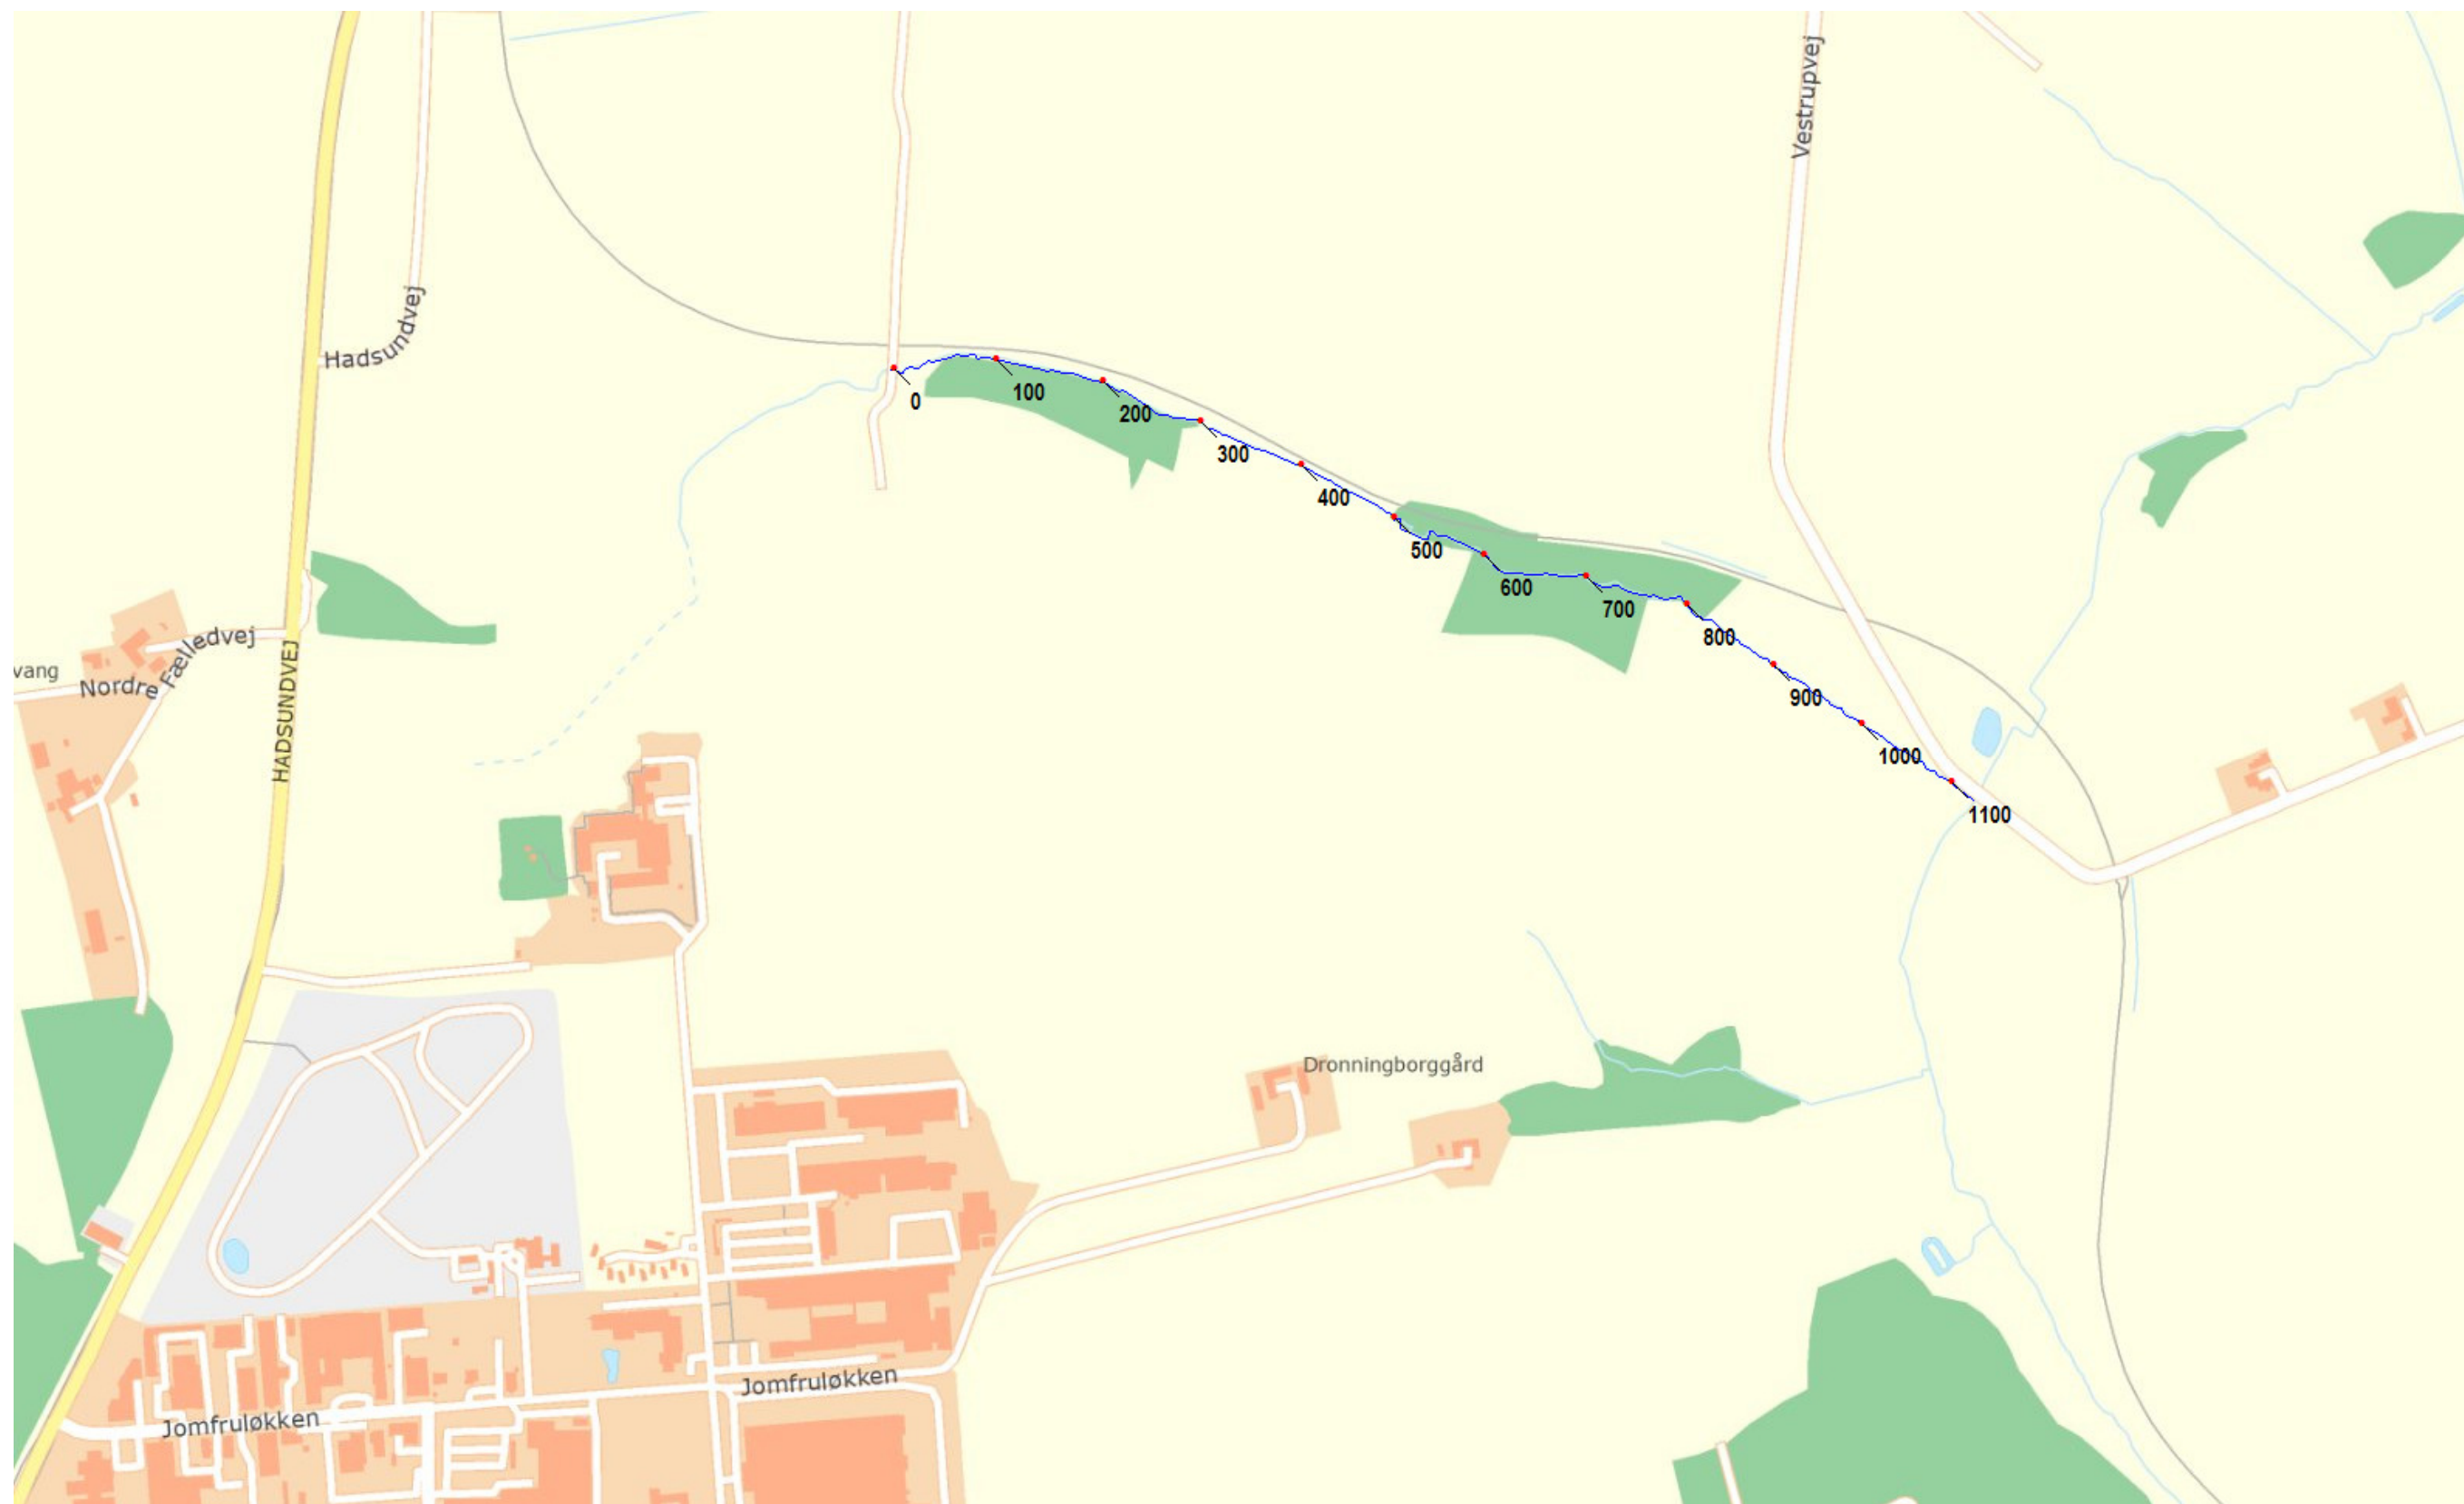 Vestrupvej
Hadsundvej
0
100
200
300
400
500
600
700
800
900
1000
1100
Nordre Fælledvej
vang
HADSUNDVEJ
Dronningborggård
Jomfruløkken
Jomfruløkken